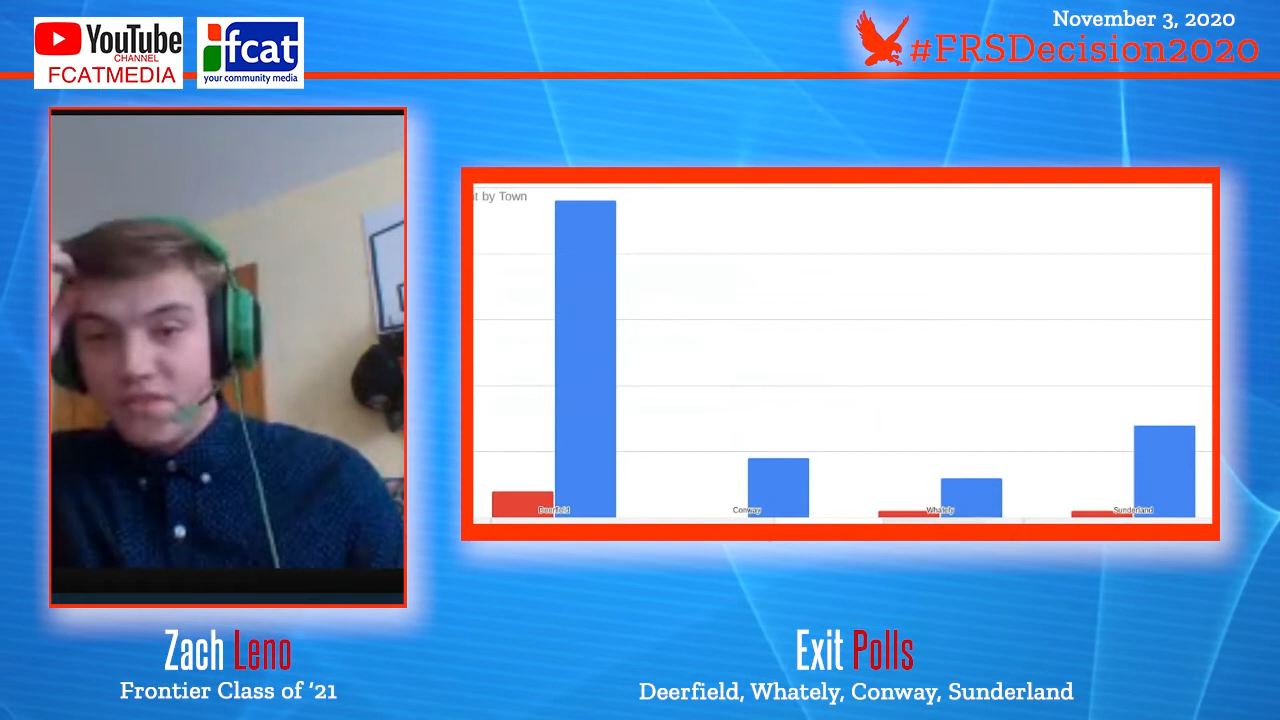 YouTube
CHANNEL
FCATMEDIA
fcat
your community media
November 3, 2020
#FRSDecision2020
t by Town
Deerfield
Conway
Whately
Sunderland
Zach Leno
Frontier Class of '21
Exit Polls
Deerfield, Whately, Conway, Sunderland